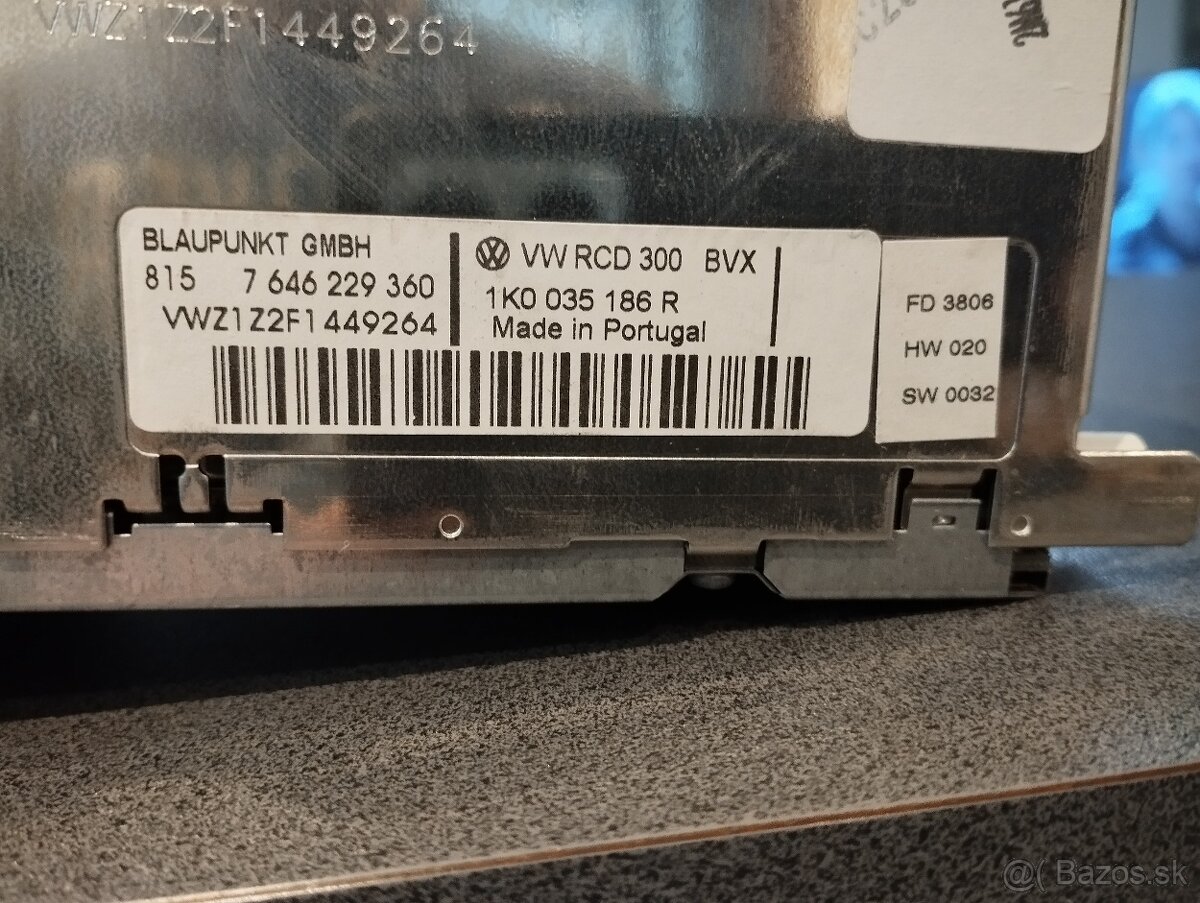 VWZ1Z2F1449264
BLAUPUNKT GMBH
815 7 646 229 360
VWZ1Z2F1449264
VW RCD 300 BVX
1K0 035 186 R
Made in Portugal
FD 3806
HW 020
SW 0032
@( Bazos.sk